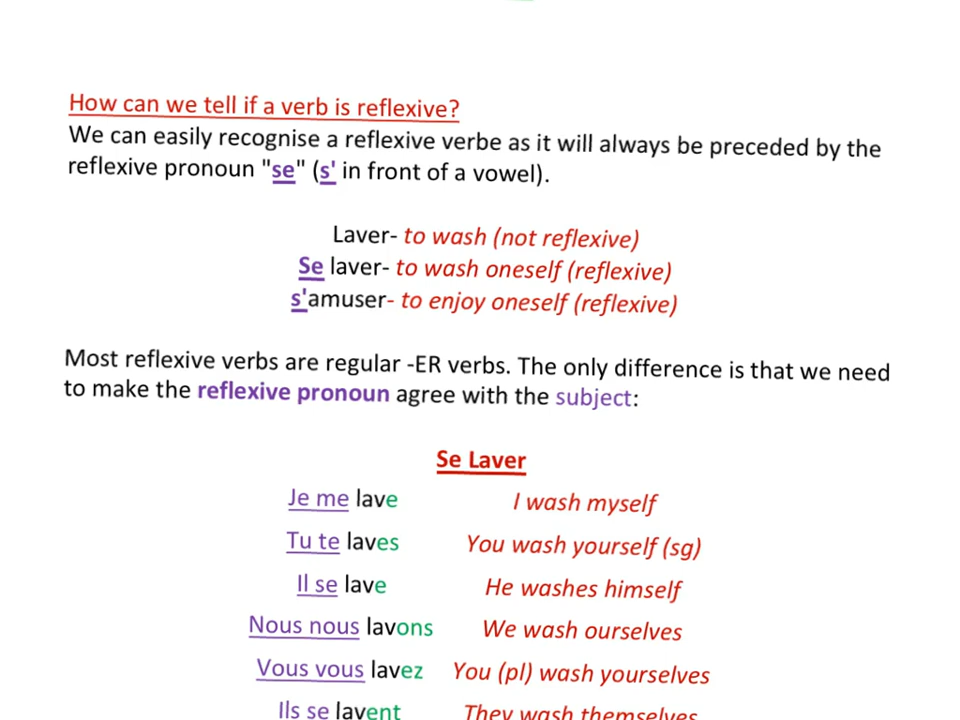 How can we tell if a verb is reflexive?
We can easily recognise a reflexive verbe as it will always be preceded by the
reflexive pronoun "se" (s' in front of a vowel).
Laver- to wash (not reflexive)
Se laver- to wash oneself (reflexive)
s'amuser- to enjoy oneself (reflexive)
Most reflexive verbs are regular -ER verbs. The only difference is that we need
to make the reflexive pronoun agree with the subject:
Se Laver
Je me lave I wash myself
Tu te laves You wash yourself (sg)
Il se lave He washes himself
Nous nous lavons We wash ourselves
Vous vous lavez You (pl) wash yourselves
Ils se lavent They wash themselves